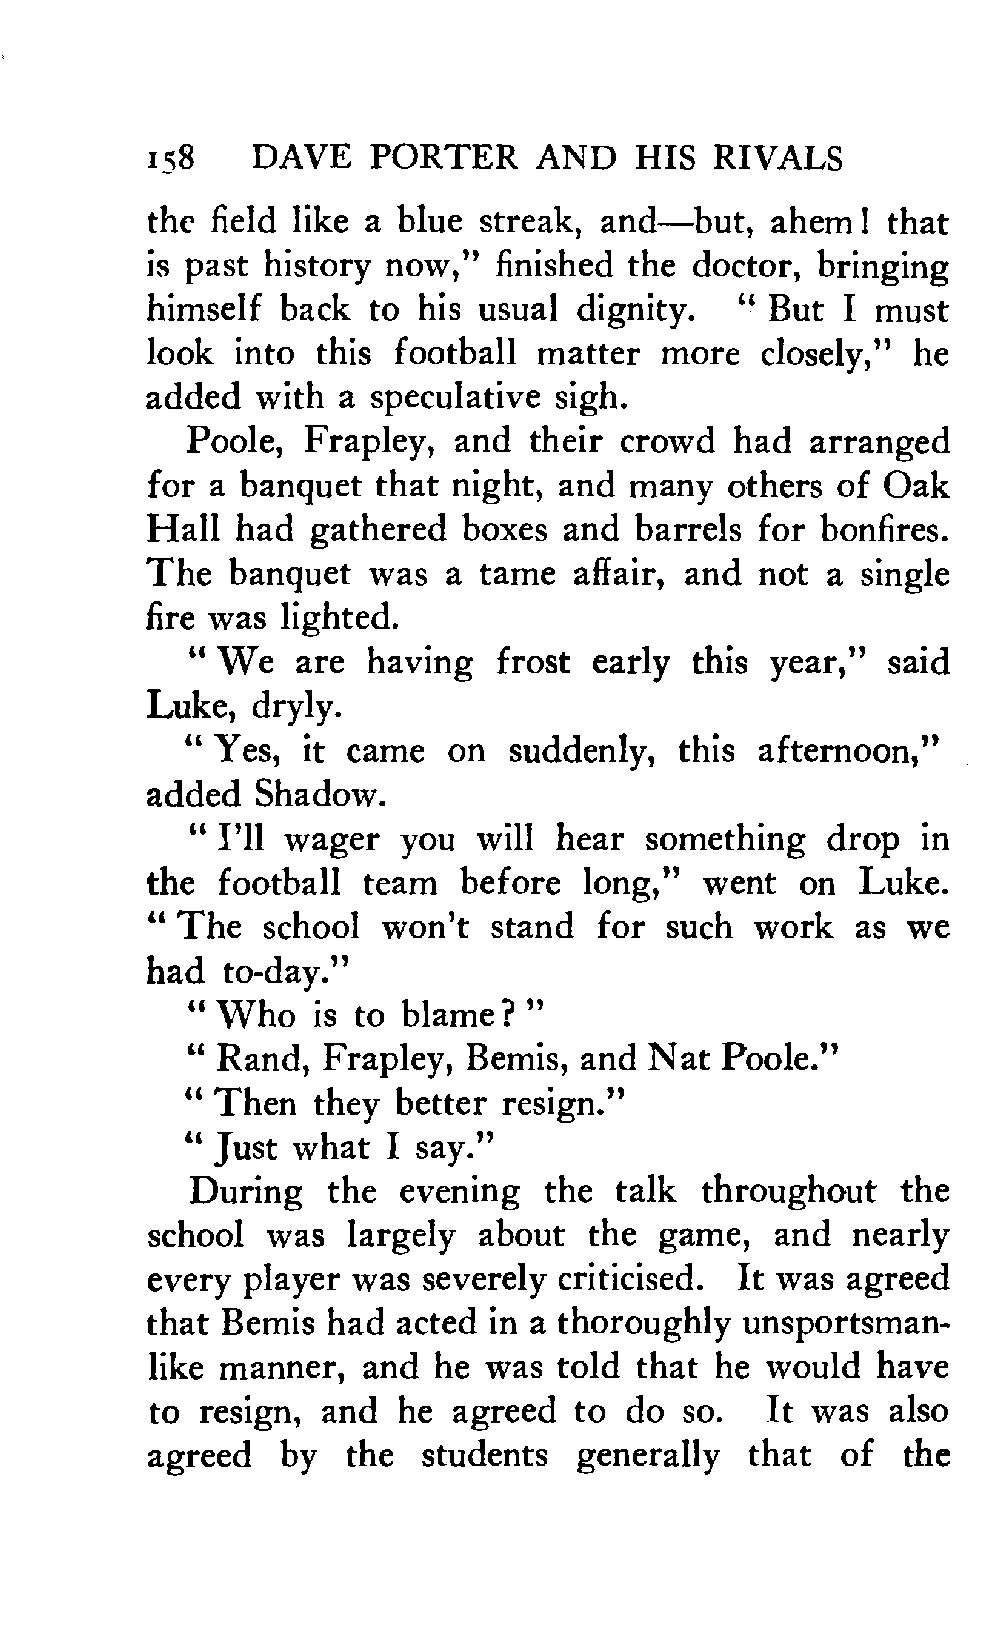 158 DAVE PORTER AND HIS RIVALS
the field like a blue streak, and—but, ahem! that
is past history now," finished the doctor, bringing
himself back to his usual dignity. "But I must
look into this football matter more closely," he
added with a speculative sigh.
Poole, Frapley, and their crowd had arranged
for a banquet that night, and many others of Oak
Hall had gathered boxes and barrels for bonfires.
The banquet was a tame affair, and not a single
fire was lighted.
"We are having frost early this year," said
Luke, dryly.
"Yes, it came on suddenly, this afternoon,"
added Shadow.
"I'll wager you will hear something drop in
the football team before long," went on Luke.
"The school won't stand for such work as we
had to-day."
"Who is to blame?"
"Rand, Frapley, Bemis, and Nat Poole."
"Then they better resign."
"Just what I say."
During the evening the talk throughout the
school was largely about the game, and nearly
every player was severely criticised. It was agreed
that Bemis had acted in a thoroughly unsportsman-
like manner, and he was told that he would have
to resign, and he agreed to do so. It was also
agreed by the students generally that of the